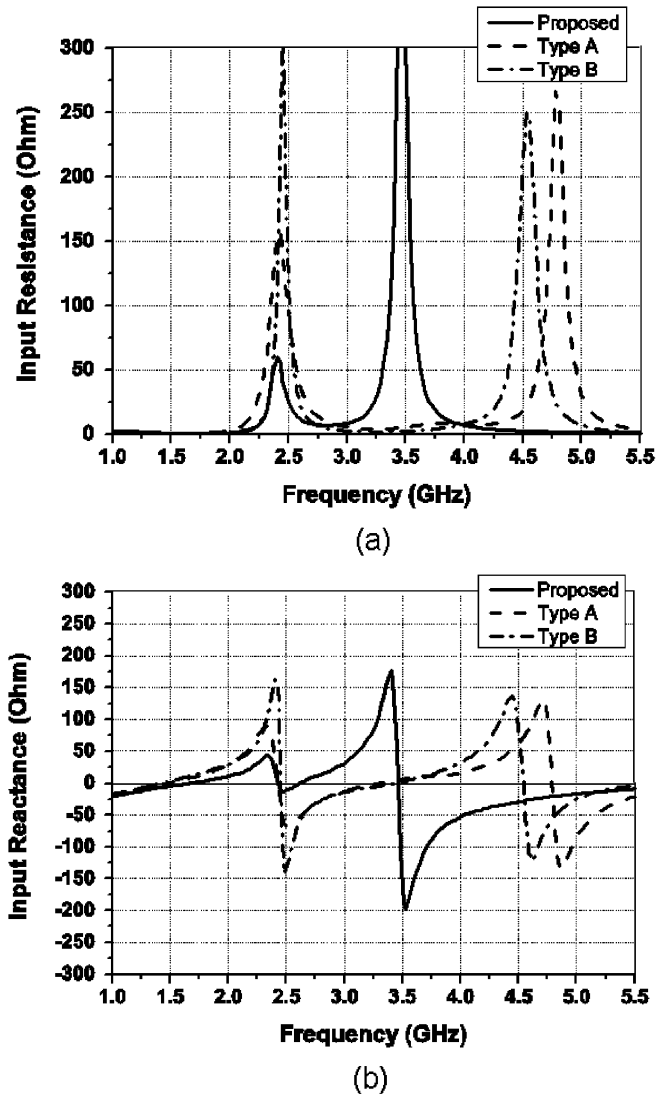 Proposed
Type A
Type B
300
250
200
150
100
50
0
Input Resistance (Ohm)
1.0 1.5 2.0 2.5 3.0 3.5 4.0 4.5 5.0 5.5
Frequency (GHz)
(a)
Proposed
Type A
Type B
300
250
200
150
100
50
0
-50
-100
-150
-200
-250
-300
Input Reactance (Ohm)
1.0 1.5 2.0 2.5 3.0 3.5 4.0 4.5 5.0 5.5
Frequency (GHz)
(b)